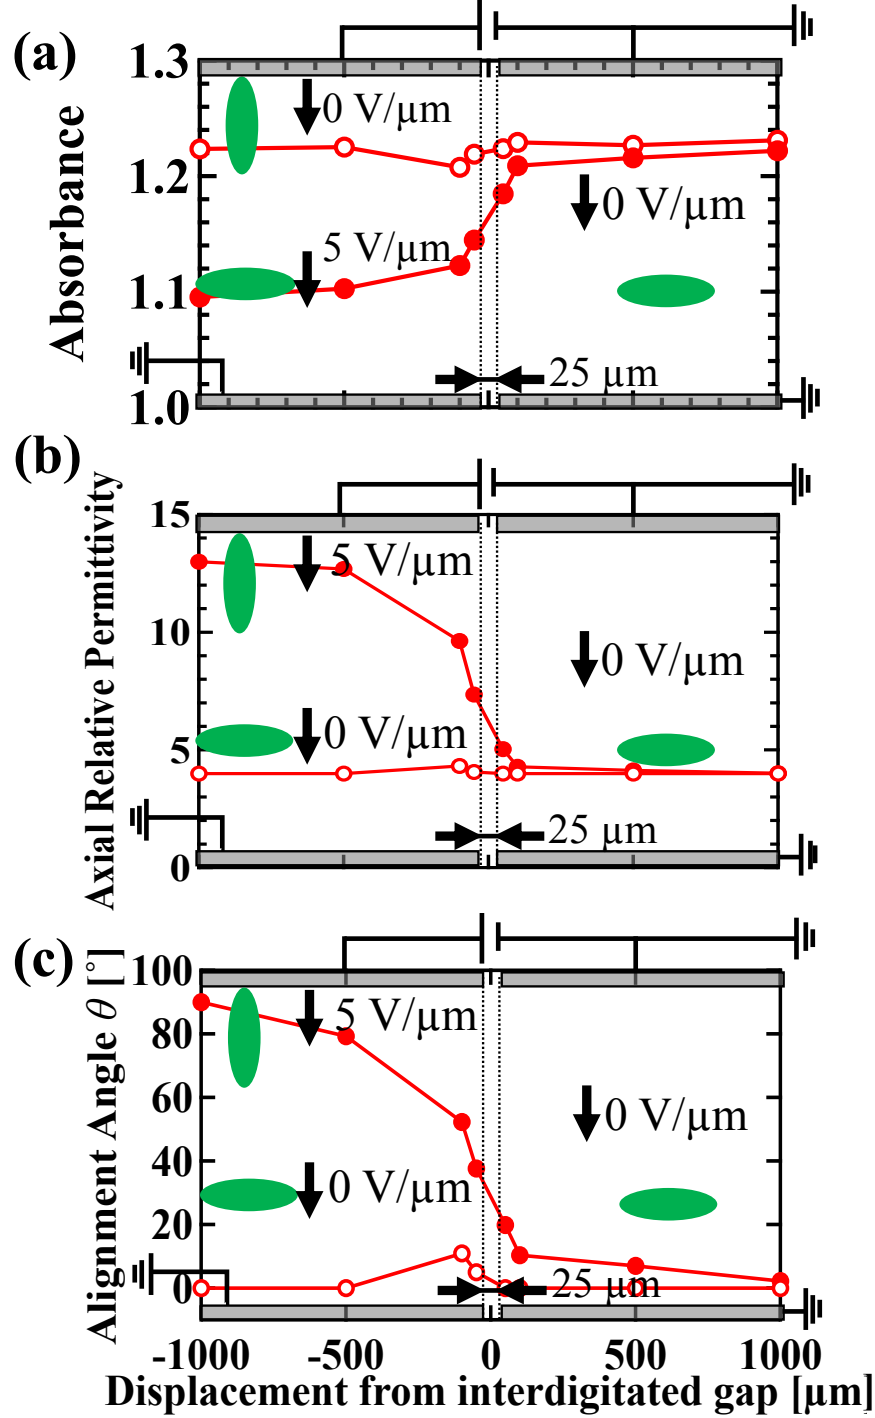 (a)
Absorbance
1.3
1.2
1.1
1.0
0 V/µm
5 V/µm
0 V/µm
25 µm
(b)
Axial Relative Permittivity
15
10
5
0
5 V/µm
0 V/µm
0 V/µm
25 µm
(c)
Alignment Angle θ [°]
100
80
60
40
20
0
5 V/µm
0 V/µm
0 V/µm
25 µm
-1000 -500 0 500 1000
Displacement from interdigitated gap [µm]